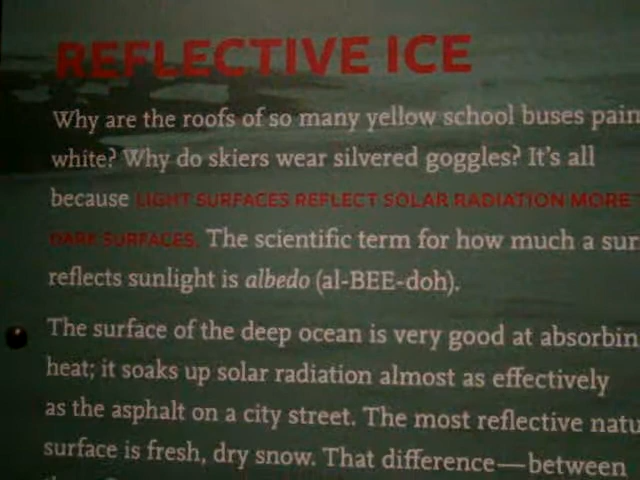 REFLECTIVE ICE
Why are the roofs of so many yellow school buses
white? Why do skiers wear silvered goggles? It's all
because LIGHT SURFACES REFLECT SOLAR RADIATION MORE
DARK SURFACES. The scientific term for how much a
reflects sunlight is albedo (al-BEE-doh).
The surface of the deep ocean is very good at
heat; it soaks up solar radiation almost as effectively
as the asphalt on a city street. The most reflective
surface is fresh, dry snow. That difference—between